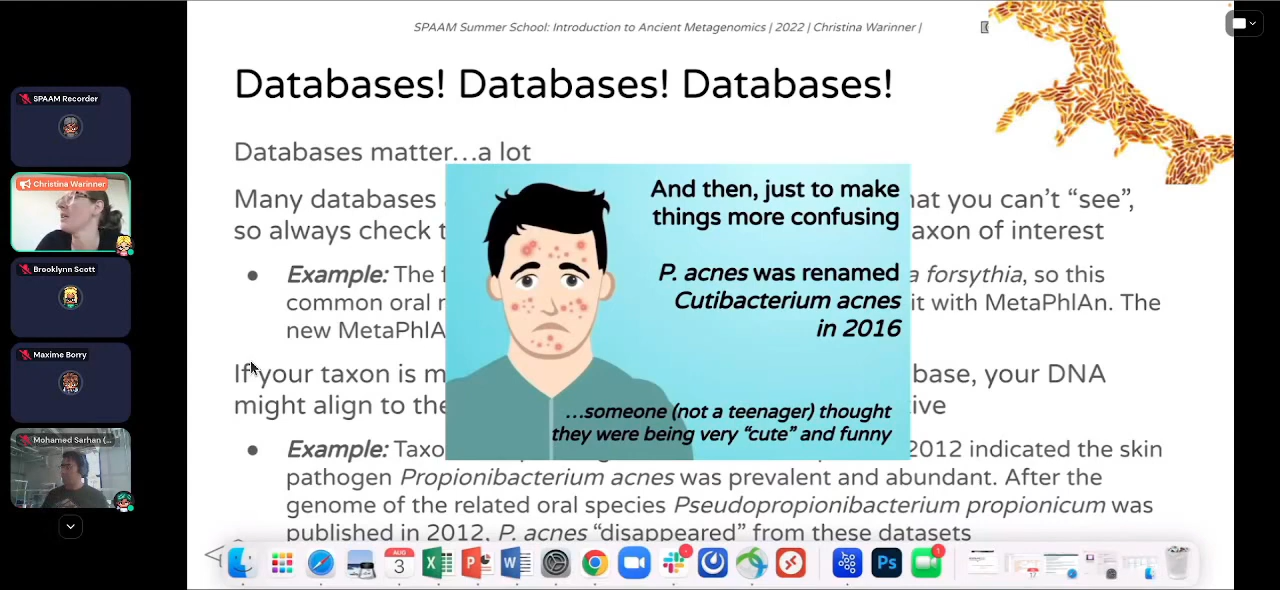 SPAAM Summer School: Introduction to Ancient Metagenomics | 2022 | Christina Warinner |
Databases! Databases! Databases!
Databases matter…a lot
Many databases
hat you can't “see”,
so always check t
axon of interest
Example: The f
a forsythia, so this
common oral
it with MetaPhlAn. The
new MetaPhlA
If your taxon is m
base, your DNA
might align to the
tive
Example: Taxo
2012 indicated the skin
pathogen Propionibacterium acnes was prevalent and abundant. After the
genome of the related oral species Pseudopropionibacterium propionicum was
published in 2012, P. acnes “disappeared” from these datasets
And then, just to make
things more confusing
P. acnes was renamed
Cutibacterium acnes
in 2016
…someone (not a teenager) thought
they were being very “cute” and funny
SPAAM Recorder
Christina Warinner
Brooklynn Scott
Maxime Borry
Mohamed Sarhan (...
AUG
3
X
P
W
Ps
1
17